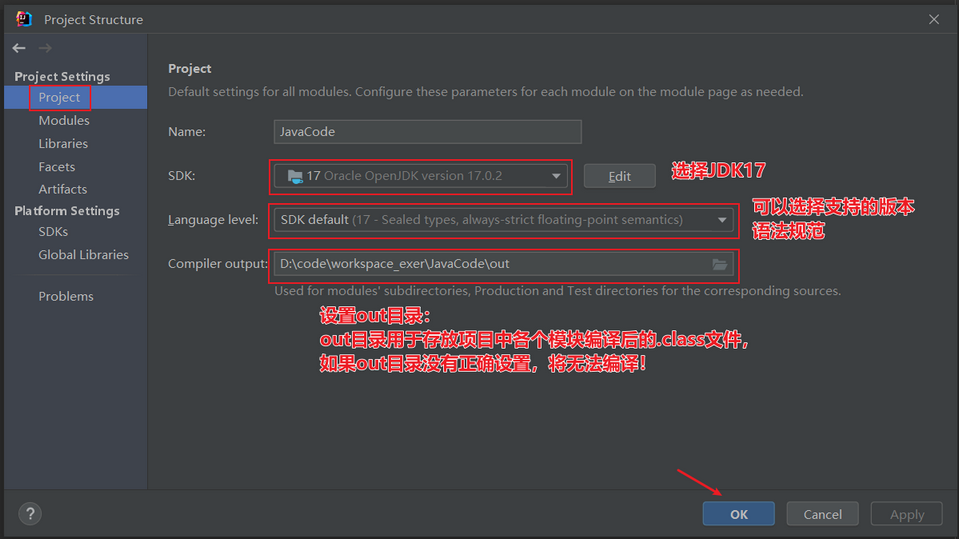 Project Structure
Project Settings
Project
Modules
Libraries
Facets
Artifacts
Platform Settings
SDKs
Global Libraries
Problems
Project
Default settings for all modules. Configure these parameters for each module on the module page as needed.
Name: JavaCode
SDK: 17 Oracle OpenJDK version 17.0.2 Edit 选择JDK17
Language level: SDK default (17 - Sealed types, always-strict floating-point semantics)
可以选择支持的版本
语法规范
Compiler output: D:\code\workspace_exer\JavaCode\out
Used for modules' subdirectories, Production and Test directories for the corresponding sources.
设置out目录：
out目录用于存放项目中各个模块编译后的.class文件，
如果out目录没有正确设置，将无法编译！
? OK Cancel Apply